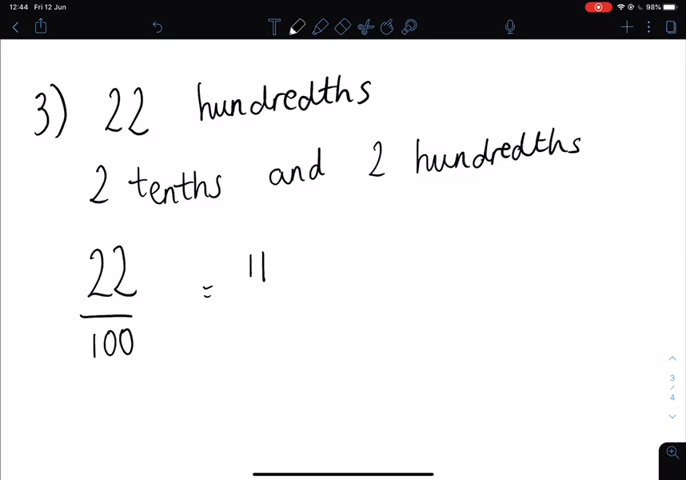 12:44 Fri 12 Jun 98%
T
3) 22 hundredths
2 tenths and 2 hundredths
22 = 11
100
3
/
4